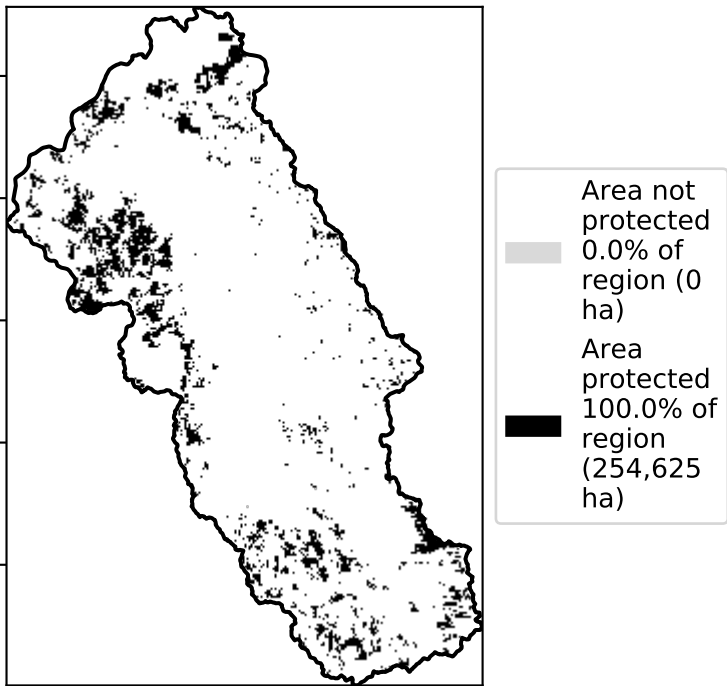 Area not
protected
0.0% of
region (0
ha)
Area
protected
100.0% of
region
(254,625
ha)